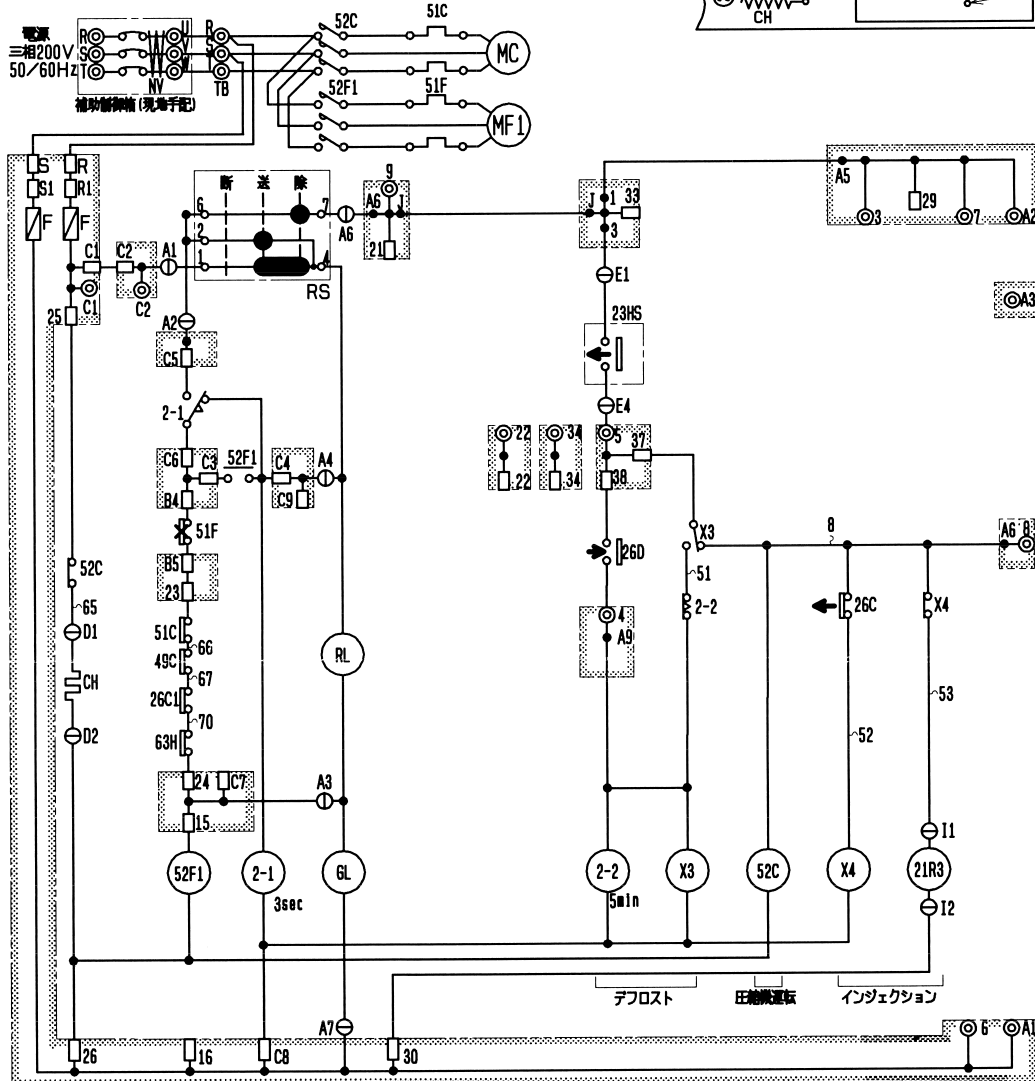 CH
電源
三相200V
50/60Hz
R
S
T
U
V
W
R
S
T
NV
TB
補助制御箱(現地手配)
52C
51C
MC
52F1
51F
MF1
S
R
S1
R1
F
F
C1
C2
A1
C1
C2
25
断
送
除
6
7
2
1
4
RS
A6
9
A6
J
21
J
1
33
3
A5
3
29
7
A2
E1
A3
23HS
A2
C5
2-1
E4
22
34
5
37
22
34
38
C6
C3
52F1
C4
A4
B4
C9
51F
X3
8
A6
8
B5
23
26D
51
52C
65
2-2
26C
X4
D1
51C
66
49C
67
26C1
70
63H
RL
4
A9
CH
D2
53
52
24
C7
A3
15
I1
52F1
2-1
GL
2-2
X3
52C
X4
21R3
3sec
5min
I2
デフロスト
圧縮機運転
インジェクション
A7
6
A1
26
16
C8
30